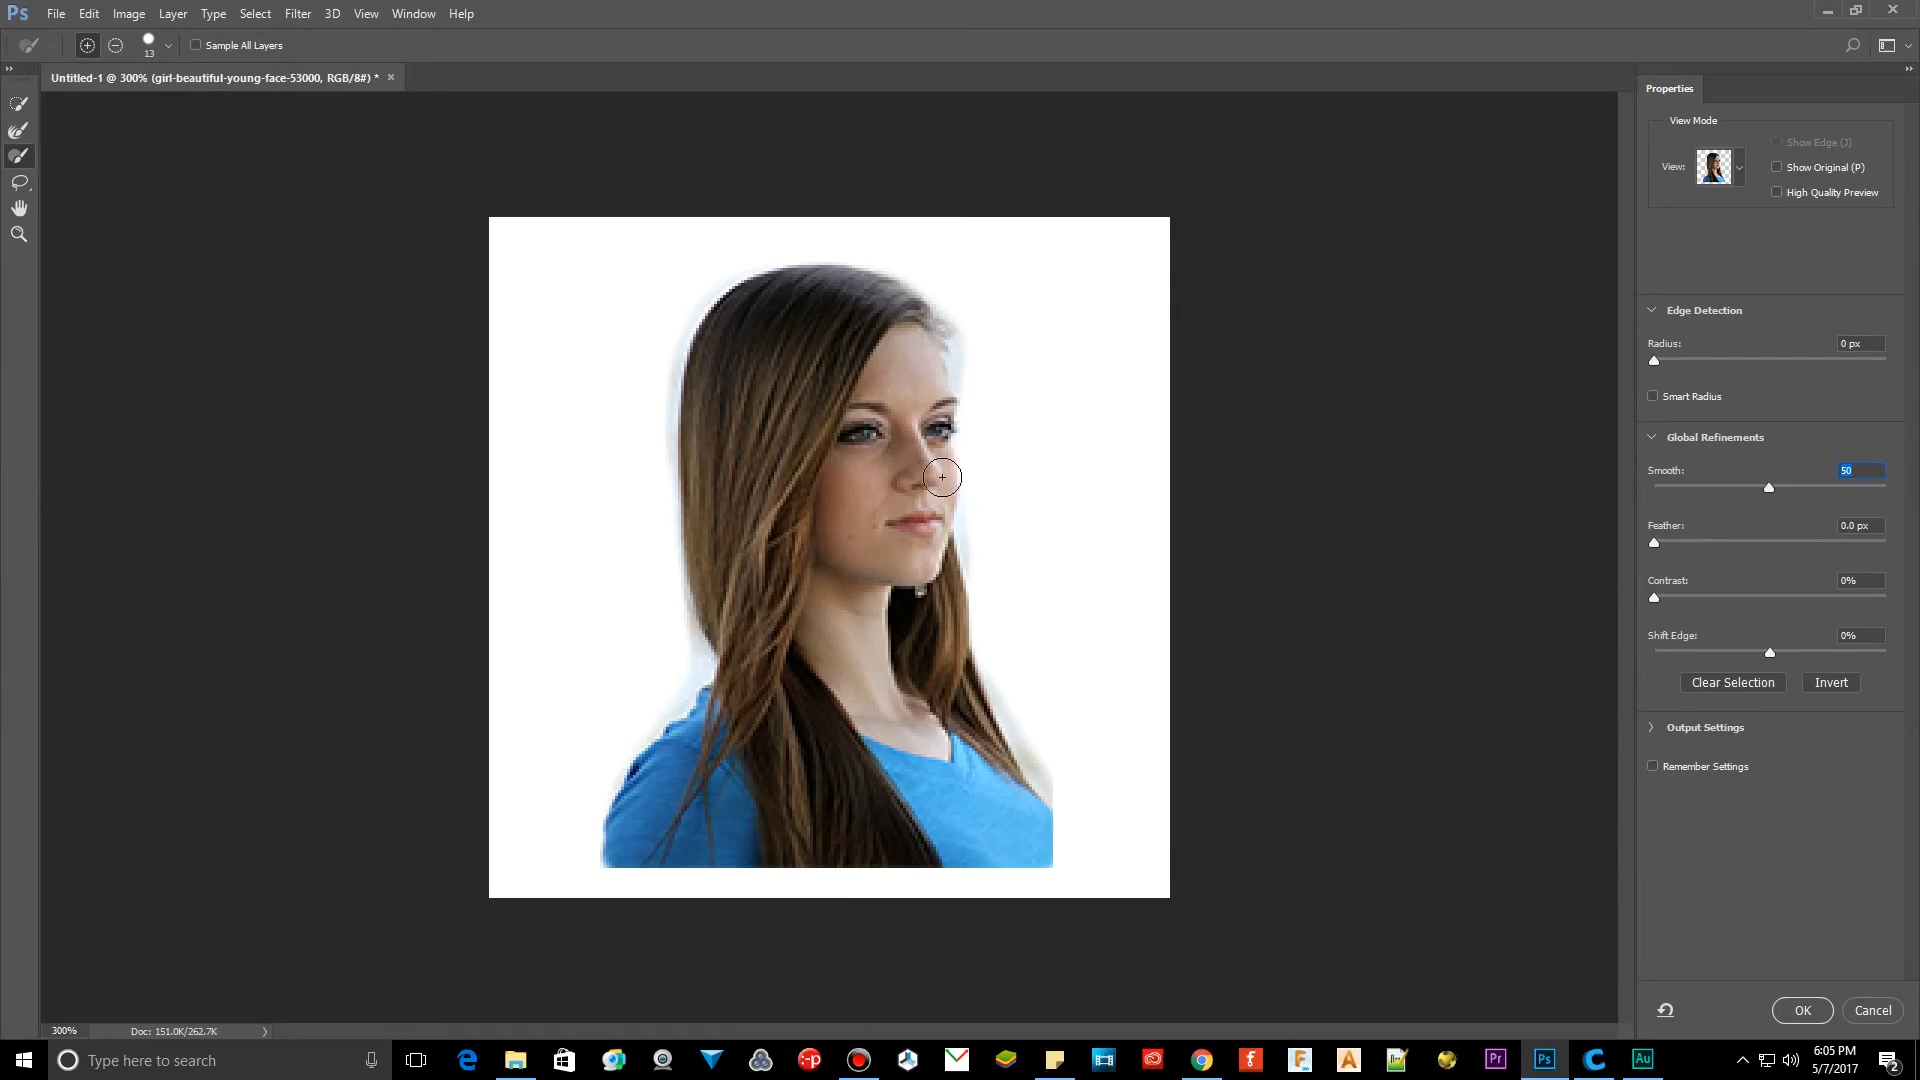 Ps File Edit Image Layer Type Select Filter 3D View Window Help
13 Sample All Layers
Untitled-1 @ 300% (girl-beautiful-young-face-53000, RGB/8#) *
Properties
View Mode
Show Edge (J)
View:
Show Original (P)
High Quality Preview
Edge Detection
Radius: 0 px
Smart Radius
Global Refinements
Smooth: 50
Feather: 0.0 px
Contrast: 0%
Shift Edge: 0%
Clear Selection Invert
Output Settings
Remember Settings
OK Cancel
300% Doc: 151.0K/262.7K
Type here to search
Pr Ps Au
6:05 PM
5/7/2017
2